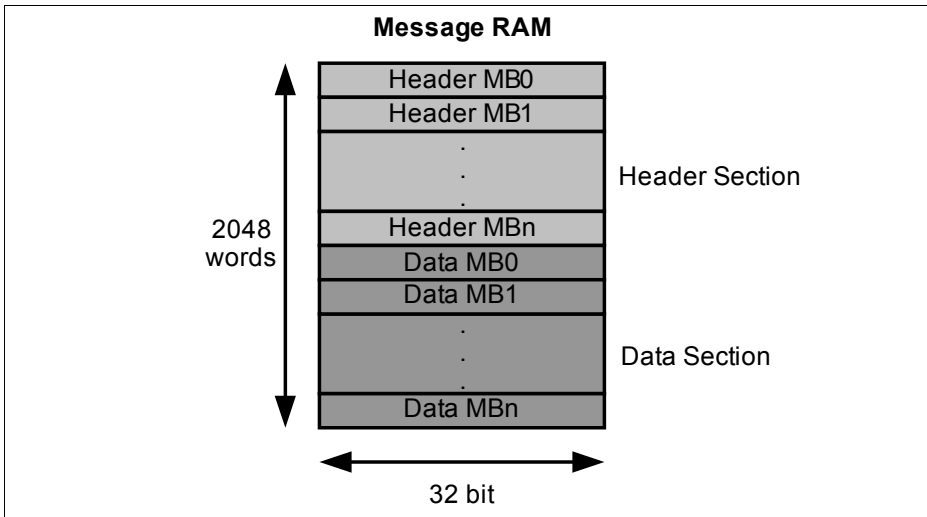 Message RAM
Header MB0
Header MB1
.
.
.
Header Section
Header MBn
2048
words
Data MB0
Data MB1
.
.
.
Data Section
Data MBn
32 bit